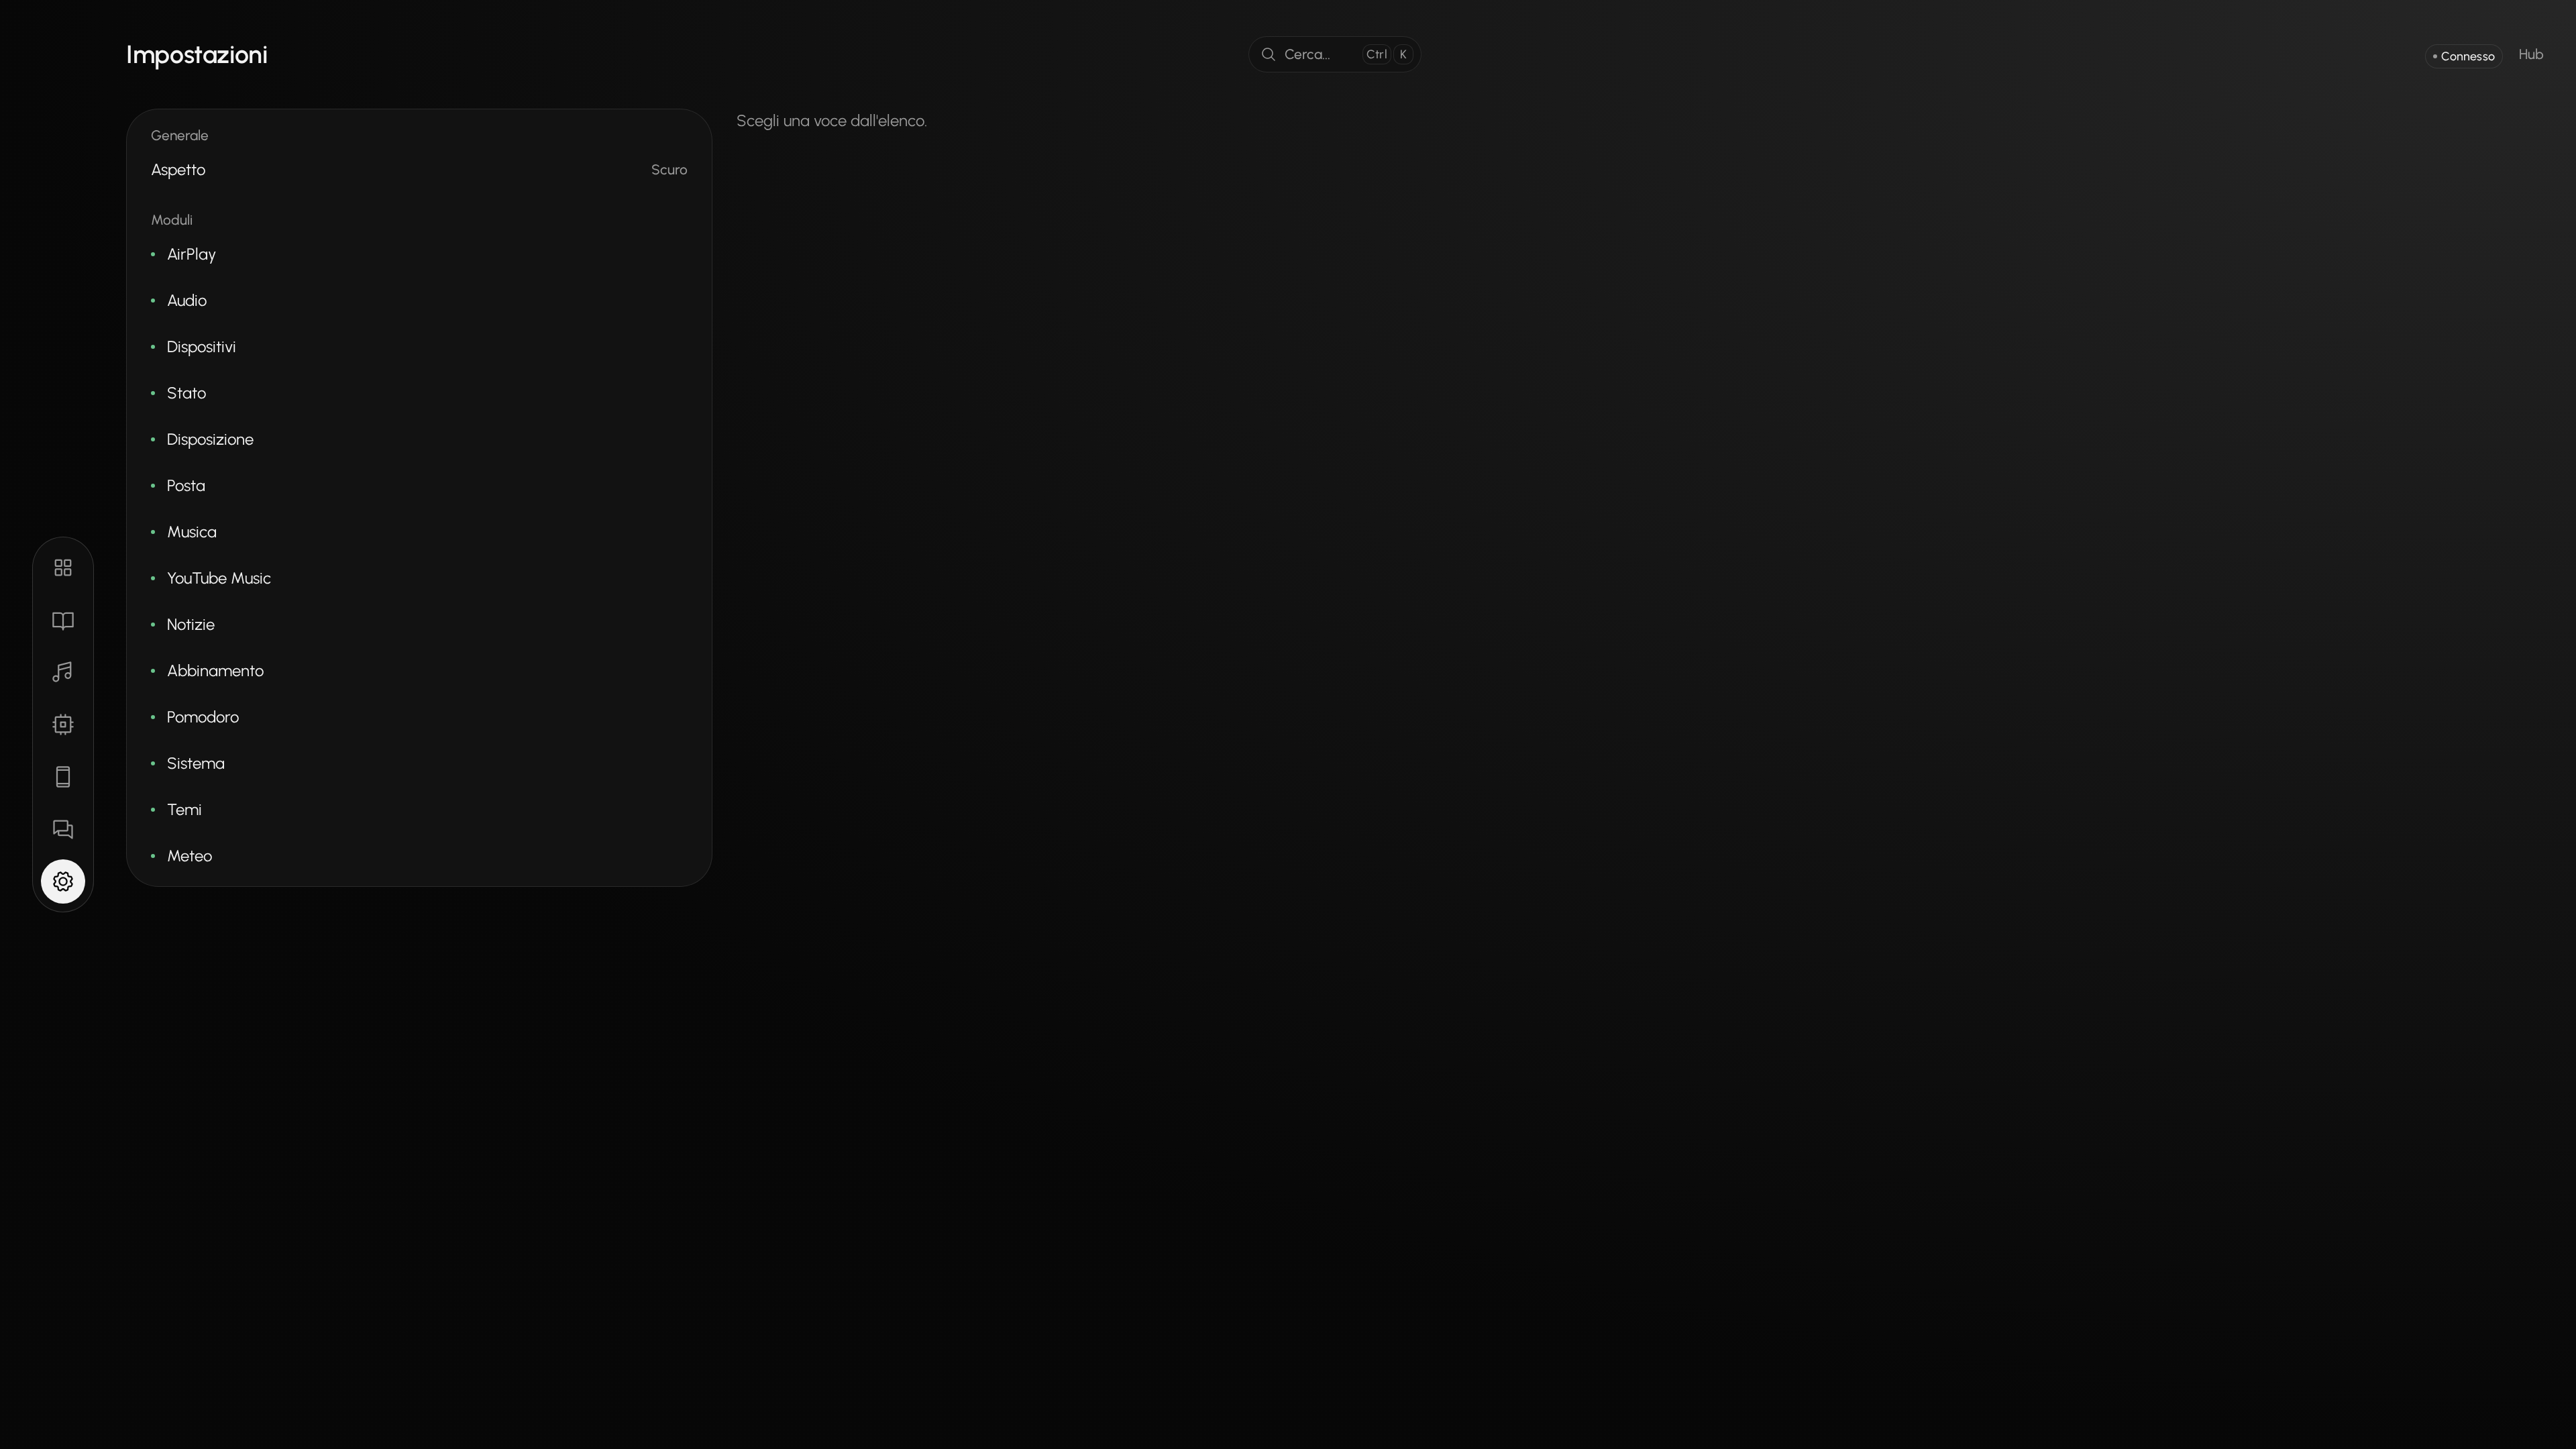 Impostazioni
Cerca...
Ctrl K
Connesso
Hub
Generale
Aspetto
Scuro
Moduli
AirPlay
Audio
Dispositivi
Stato
Disposizione
Posta
Musica
YouTube Music
Notizie
Abbinamento
Pomodoro
Sistema
Temi
Meteo
Scegli una voce dall'elenco.